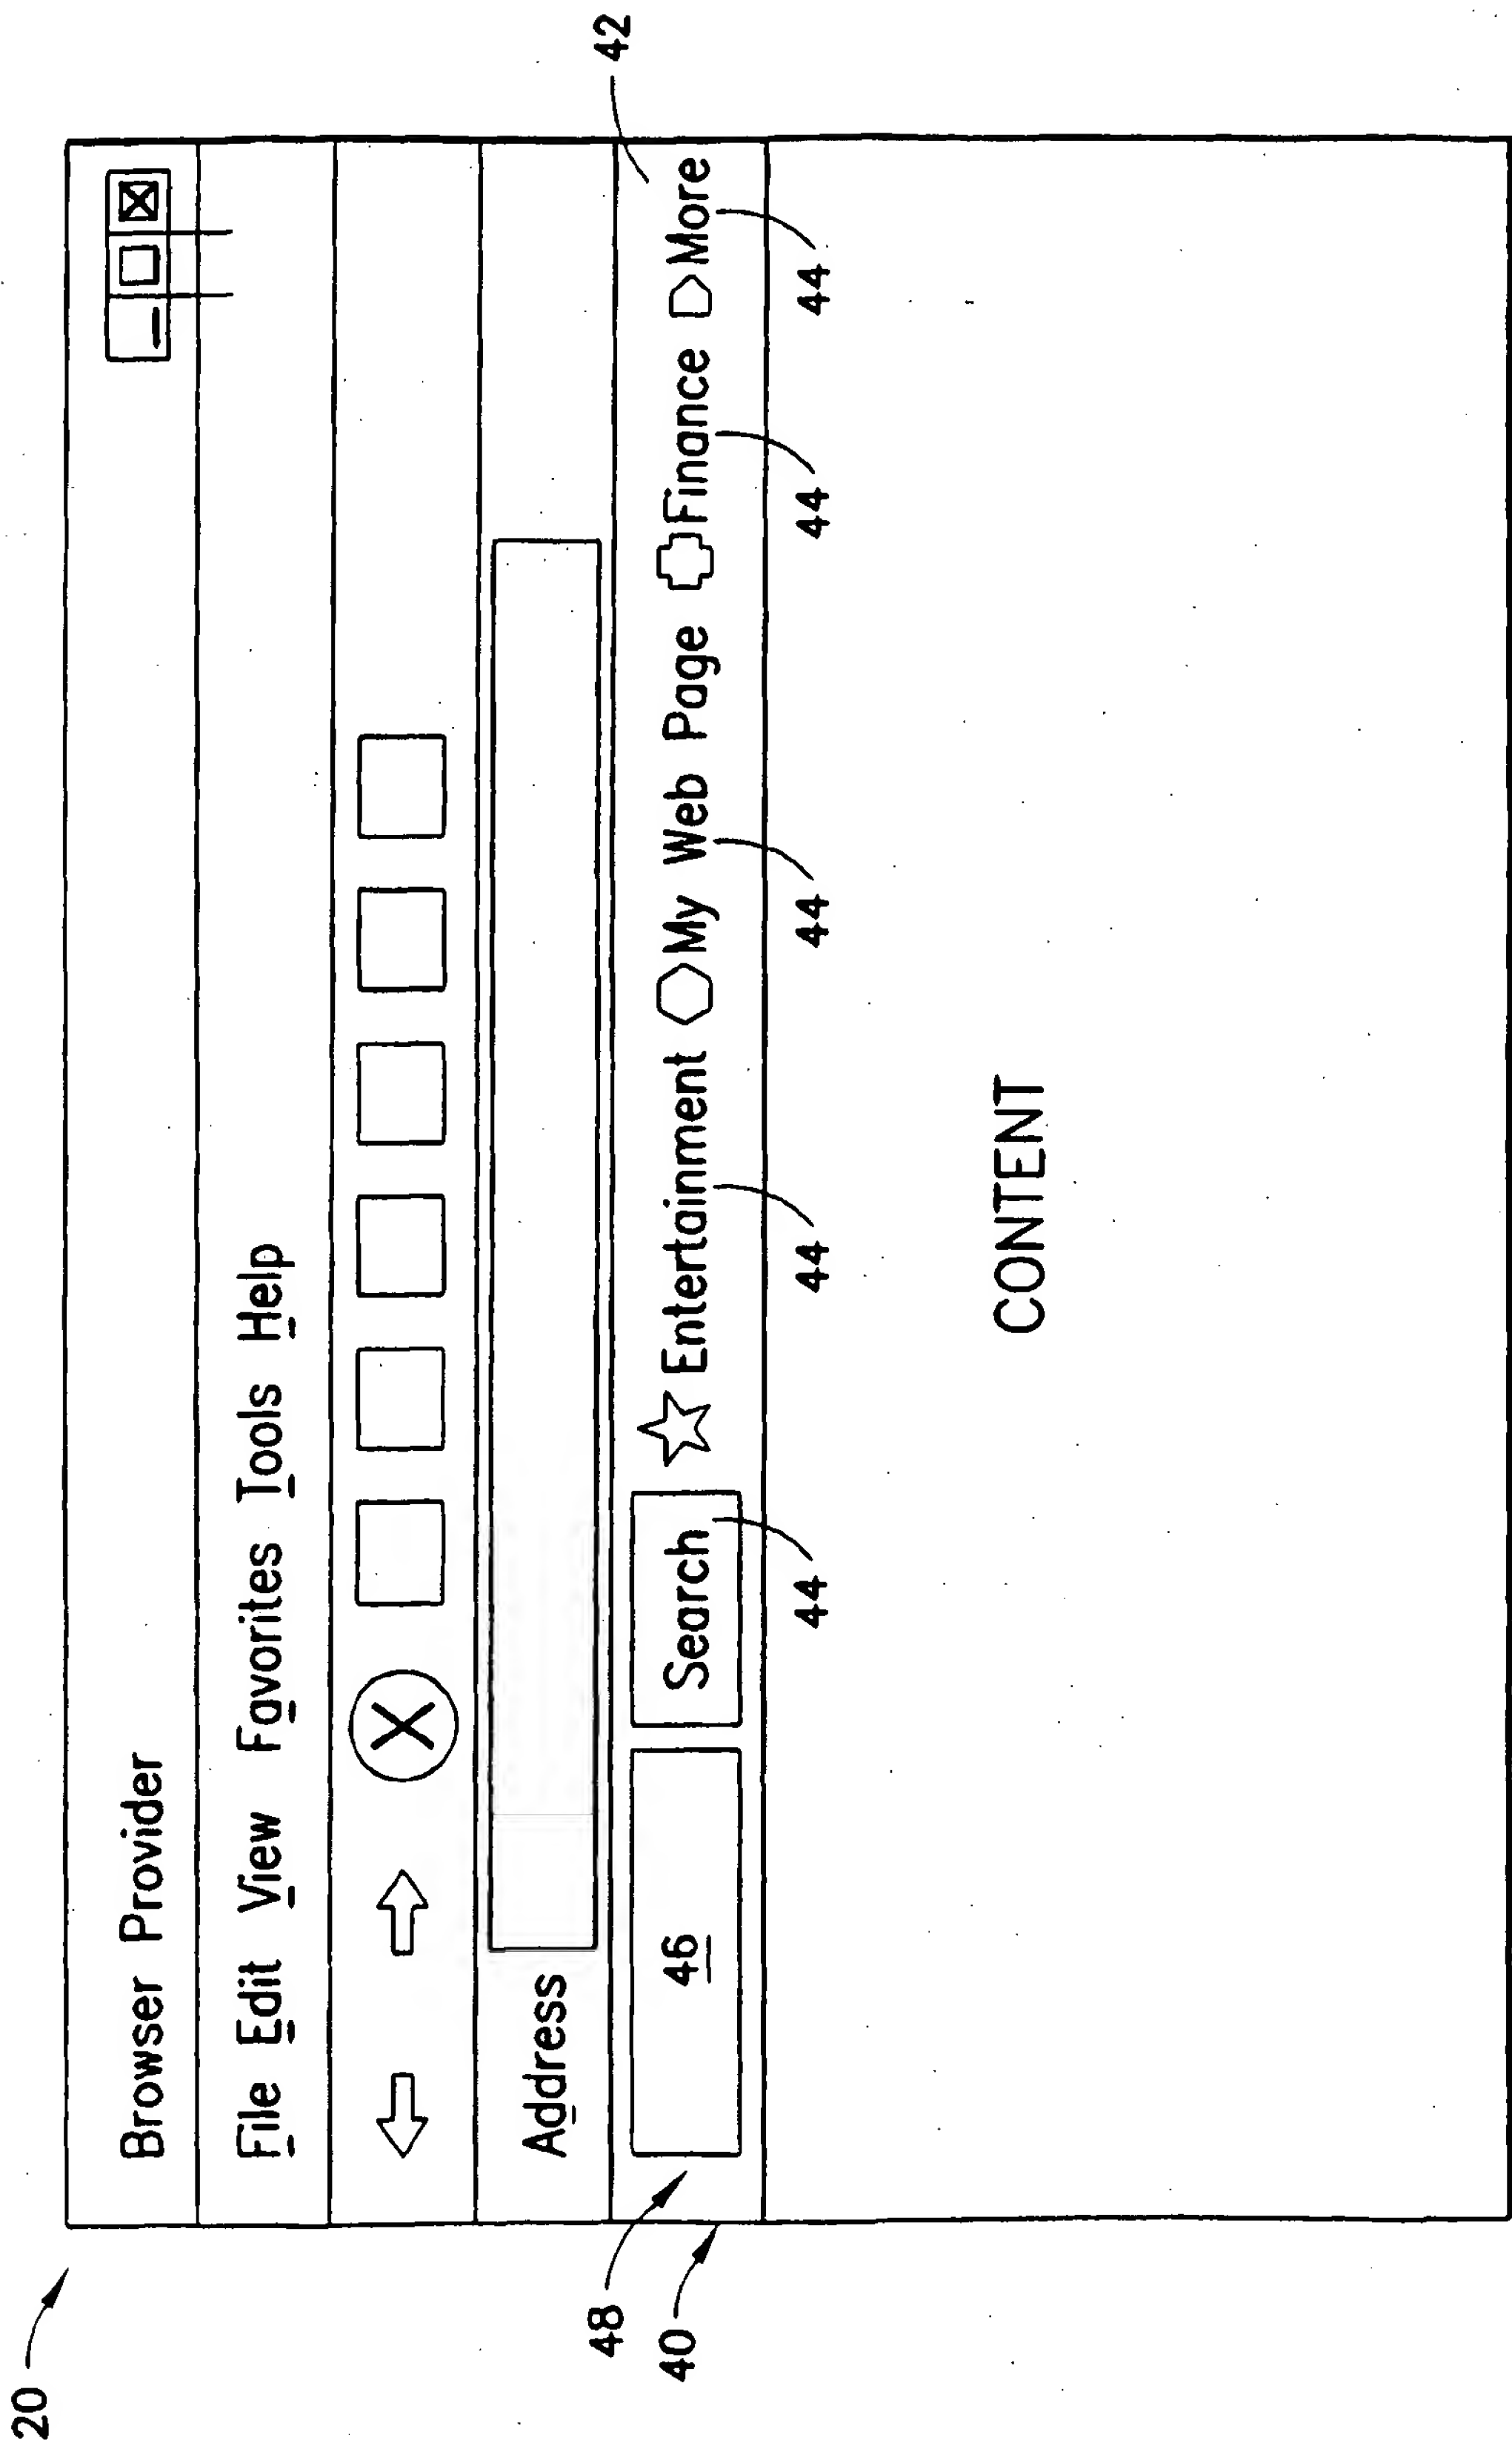 20
Browser Provider
File Edit View Favorites Tools Help
Address
48
40
46
Search
Entertainment
My Web Page
Finance
More
42
44
44
44
44
44
CONTENT